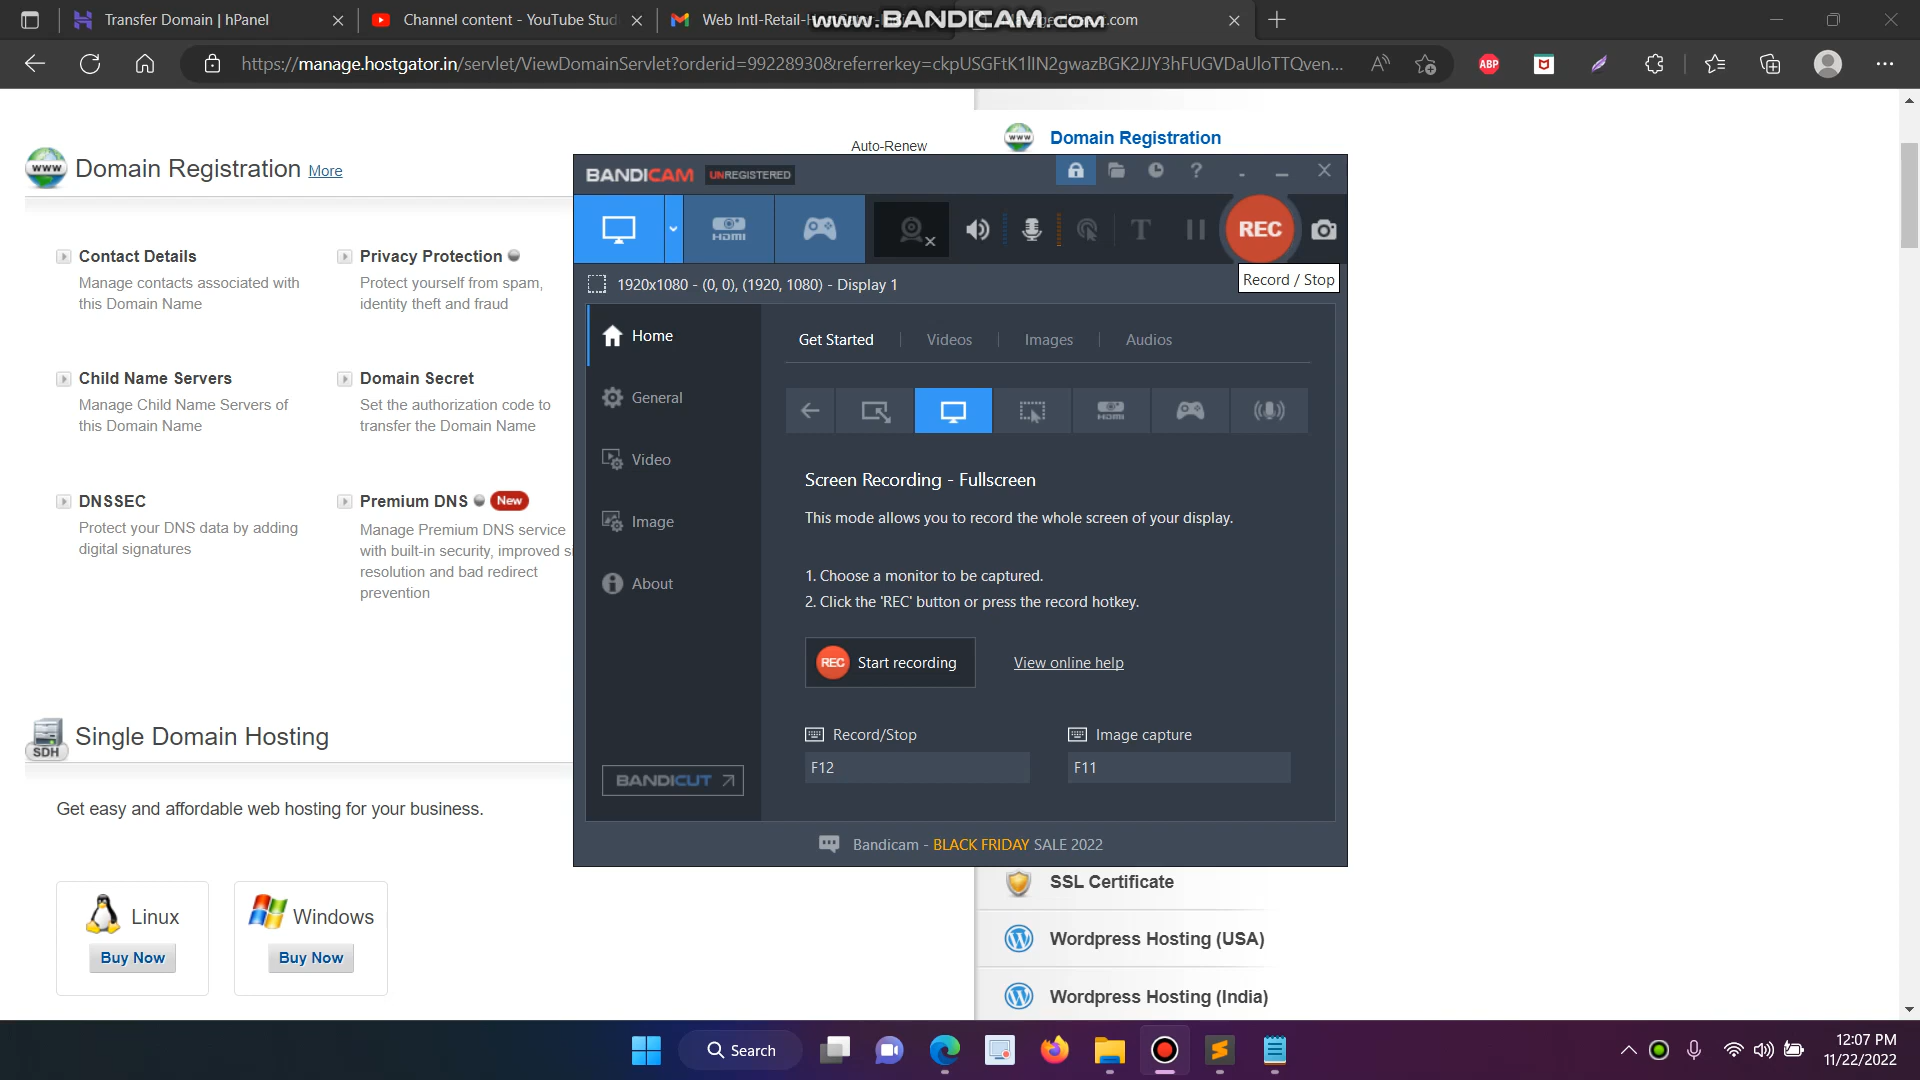 Transfer Domain | hPanel
Channel content - YouTube Stud
Web Intl-Retail-H
.com
www.BANDICAM.com
https://manage.hostgator.in/servlet/ViewDomainServlet?orderid=99228930&referrerkey=ckpUSGFtK1lIN2gwazBGK2JJY3hFUGVDaUloTTQven...
ABP
Domain Registration More
Auto-Renew
Domain Registration
Contact Details
Manage contacts associated with
this Domain Name
Privacy Protection
Protect yourself from spam,
identity theft and fraud
Child Name Servers
Manage Child Name Servers of
this Domain Name
Domain Secret
Set the authorization code to
transfer the Domain Name
DNSSEC
Protect your DNS data by adding
digital signatures
Premium DNS New
Manage Premium DNS service
with built-in security, improved s
resolution and bad redirect
prevention
SDH
Single Domain Hosting
Get easy and affordable web hosting for your business.
Linux
Buy Now
Windows
Buy Now
BANDICAM UNREGISTERED
HDMI
REC
Record / Stop
1920x1080 - (0, 0), (1920, 1080) - Display 1
Home
General
Video
Image
About
BANDICUT
Get Started
Videos
Images
Audios
HDMI
Screen Recording - Fullscreen
This mode allows you to record the whole screen of your display.
1. Choose a monitor to be captured.
2. Click the 'REC' button or press the record hotkey.
REC Start recording
View online help
Record/Stop
F12
Image capture
F11
Bandicam - BLACK FRIDAY SALE 2022
SSL Certificate
Wordpress Hosting (USA)
Wordpress Hosting (India)
Search
12:07 PM
11/22/2022